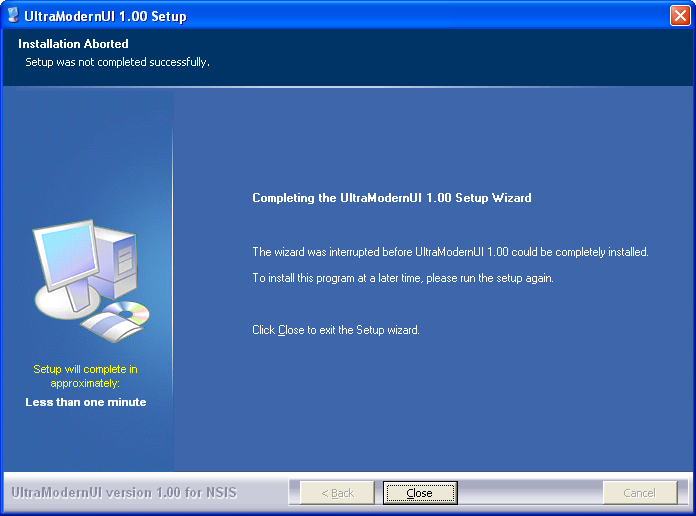 UltraModernUI 1.00 Setup
Installation Aborted
Setup was not completed successfully.
Completing the UltraModernUI 1.00 Setup Wizard
The wizard was interrupted before UltraModernUI 1.00 could be completely installed.
To install this program at a later time, please run the setup again.
Click Close to exit the Setup wizard.
Setup will complete in
approximately:
Less than one minute
UltraModernUI version 1.00 for NSIS
< Back
Close
Cancel